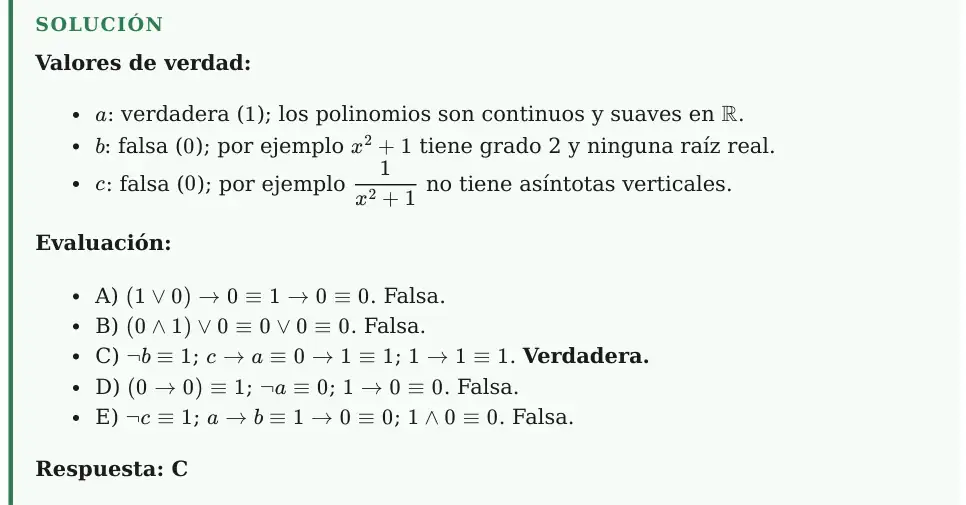 SOLUCIÓN
Valores de verdad:
• a: verdadera (1); los polinomios son continuos y suaves en ℝ.
• b: falsa (0); por ejemplo x² + 1 tiene grado 2 y ninguna raíz real.
• c: falsa (0); por ejemplo 1/(x² + 1) no tiene asíntotas verticales.
Evaluación:
• A) (1 ∨ 0) → 0 ≡ 1 → 0 ≡ 0. Falsa.
• B) (0 ∧ 1) ∨ 0 ≡ 0 ∨ 0 ≡ 0. Falsa.
• C) ¬b ≡ 1; c → a ≡ 0 → 1 ≡ 1; 1 → 1 ≡ 1. Verdadera.
• D) (0 → 0) ≡ 1; ¬a ≡ 0; 1 → 0 ≡ 0. Falsa.
• E) ¬c ≡ 1; a → b ≡ 1 → 0 ≡ 0; 1 ∧ 0 ≡ 0. Falsa.
Respuesta: C